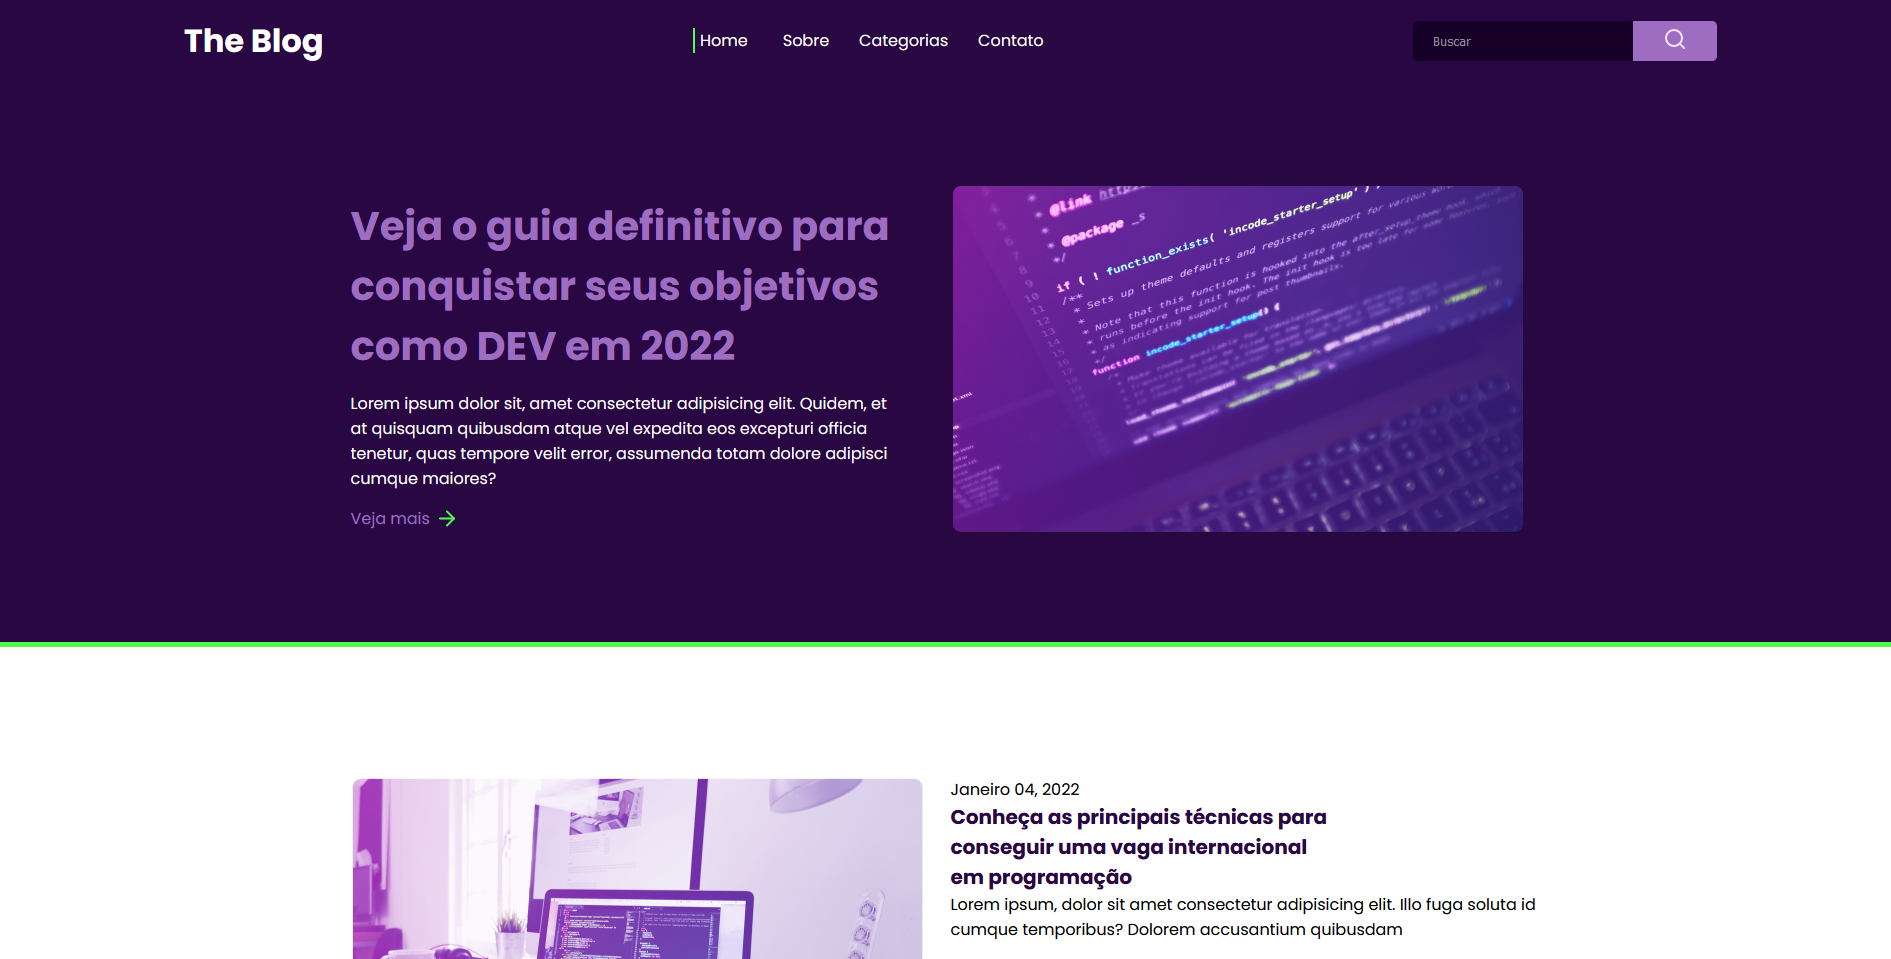 The Blog
Home Sobre Categorias Contato
Buscar
Veja o guia definitivo para
conquistar seus objetivos
como DEV em 2022
Lorem ipsum dolor sit, amet consectetur adipisicing elit. Quidem, et
at quisquam quibusdam atque vel expedita eos excepturi officia
tenetur, quas tempore velit error, assumenda totam dolore adipisci
cumque maiores?
Veja mais
* @link
* @package _s
*/
if ( ! function_exists( 'incode_starter_setup' ) )
/**
* Sets up theme defaults and registers support for various
* Note that this function is hooked into the after_setup_theme hook, which
* runs before the init hook. The init hook is too late for some features,
* as indicating support for post thumbnails.
*/
function incode_starter_setup() {
Janeiro 04, 2022
Conheça as principais técnicas para
conseguir uma vaga internacional
em programação
Lorem ipsum, dolor sit amet consectetur adipisicing elit. Illo fuga soluta id
cumque temporibus? Dolorem accusantium quibusdam